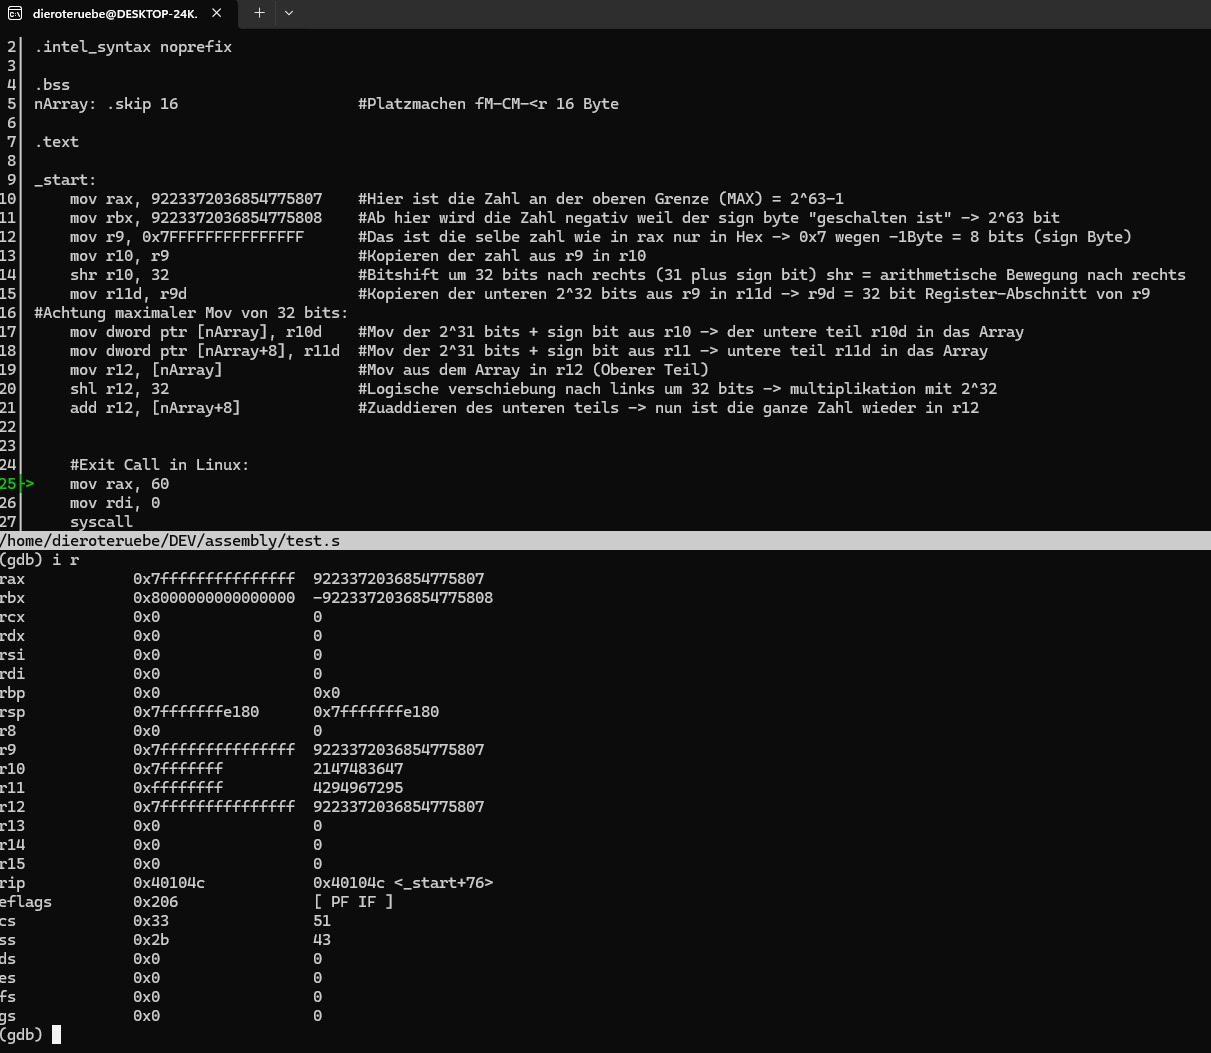 dieroteruebe@DESKTOP-24K.
2 .intel_syntax noprefix
3
4 .bss
5 nArray: .skip 16 #Platzmachen fM-CM-<r 16 Byte
6
7 .text
8
9 _start:
10 mov rax, 9223372036854775807 #Hier ist die Zahl an der oberen Grenze (MAX) = 2^63-1
11 mov rbx, 9223372036854775808 #Ab hier wird die Zahl negativ weil der sign byte "geschalten ist" -> 2^63 bit
12 mov r9, 0x7FFFFFFFFFFFFFFF #Das ist die selbe zahl wie in rax nur in Hex -> 0x7 wegen -1Byte = 8 bits (sign Byte)
13 mov r10, r9 #Kopieren der zahl aus r9 in r10
14 shr r10, 32 #Bitshift um 32 bits nach rechts (31 plus sign bit) shr = arithmetische Bewegung nach rechts
15 mov r11d, r9d #Kopieren der unteren 2^32 bits aus r9 in r11d -> r9d = 32 bit Register-Abschnitt von r9
16 #Achtung maximaler Mov von 32 bits:
17 mov dword ptr [nArray], r10d #Mov der 2^31 bits + sign bit aus r10 -> der untere teil r10d in das Array
18 mov dword ptr [nArray+8], r11d #Mov der 2^31 bits + sign bit aus r11 -> untere teil r11d in das Array
19 mov r12, [nArray] #Mov aus dem Array in r12 (Oberer Teil)
20 shl r12, 32 #Logische verschiebung nach links um 32 bits -> multiplikation mit 2^32
21 add r12, [nArray+8] #Zuaddieren des unteren teils -> nun ist die ganze Zahl wieder in r12
22
23
24 #Exit Call in Linux:
25 > mov rax, 60
26 mov rdi, 0
27 syscall
/home/dieroteruebe/DEV/assembly/test.s
(gdb) i r
rax 0x7fffffffffffffff 9223372036854775807
rbx 0x8000000000000000 -9223372036854775808
rcx 0x0 0
rdx 0x0 0
rsi 0x0 0
rdi 0x0 0
rbp 0x0 0x0
rsp 0x7fffffffe180 0x7fffffffe180
r8 0x0 0
r9 0x7fffffffffffffff 9223372036854775807
r10 0x7fffffff 2147483647
r11 0xffffffff 4294967295
r12 0x7fffffffffffffff 9223372036854775807
r13 0x0 0
r14 0x0 0
r15 0x0 0
rip 0x40104c 0x40104c <_start+76>
eflags 0x206 [ PF IF ]
cs 0x33 51
ss 0x2b 43
ds 0x0 0
es 0x0 0
fs 0x0 0
gs 0x0 0
(gdb)